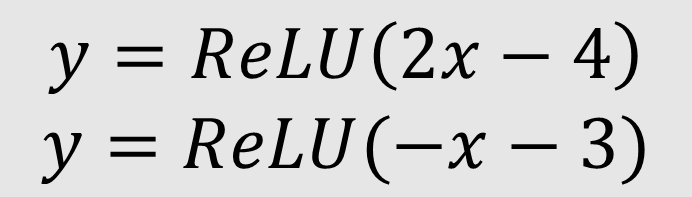 y = ReLU(2x − 4)
y = ReLU(−x − 3)